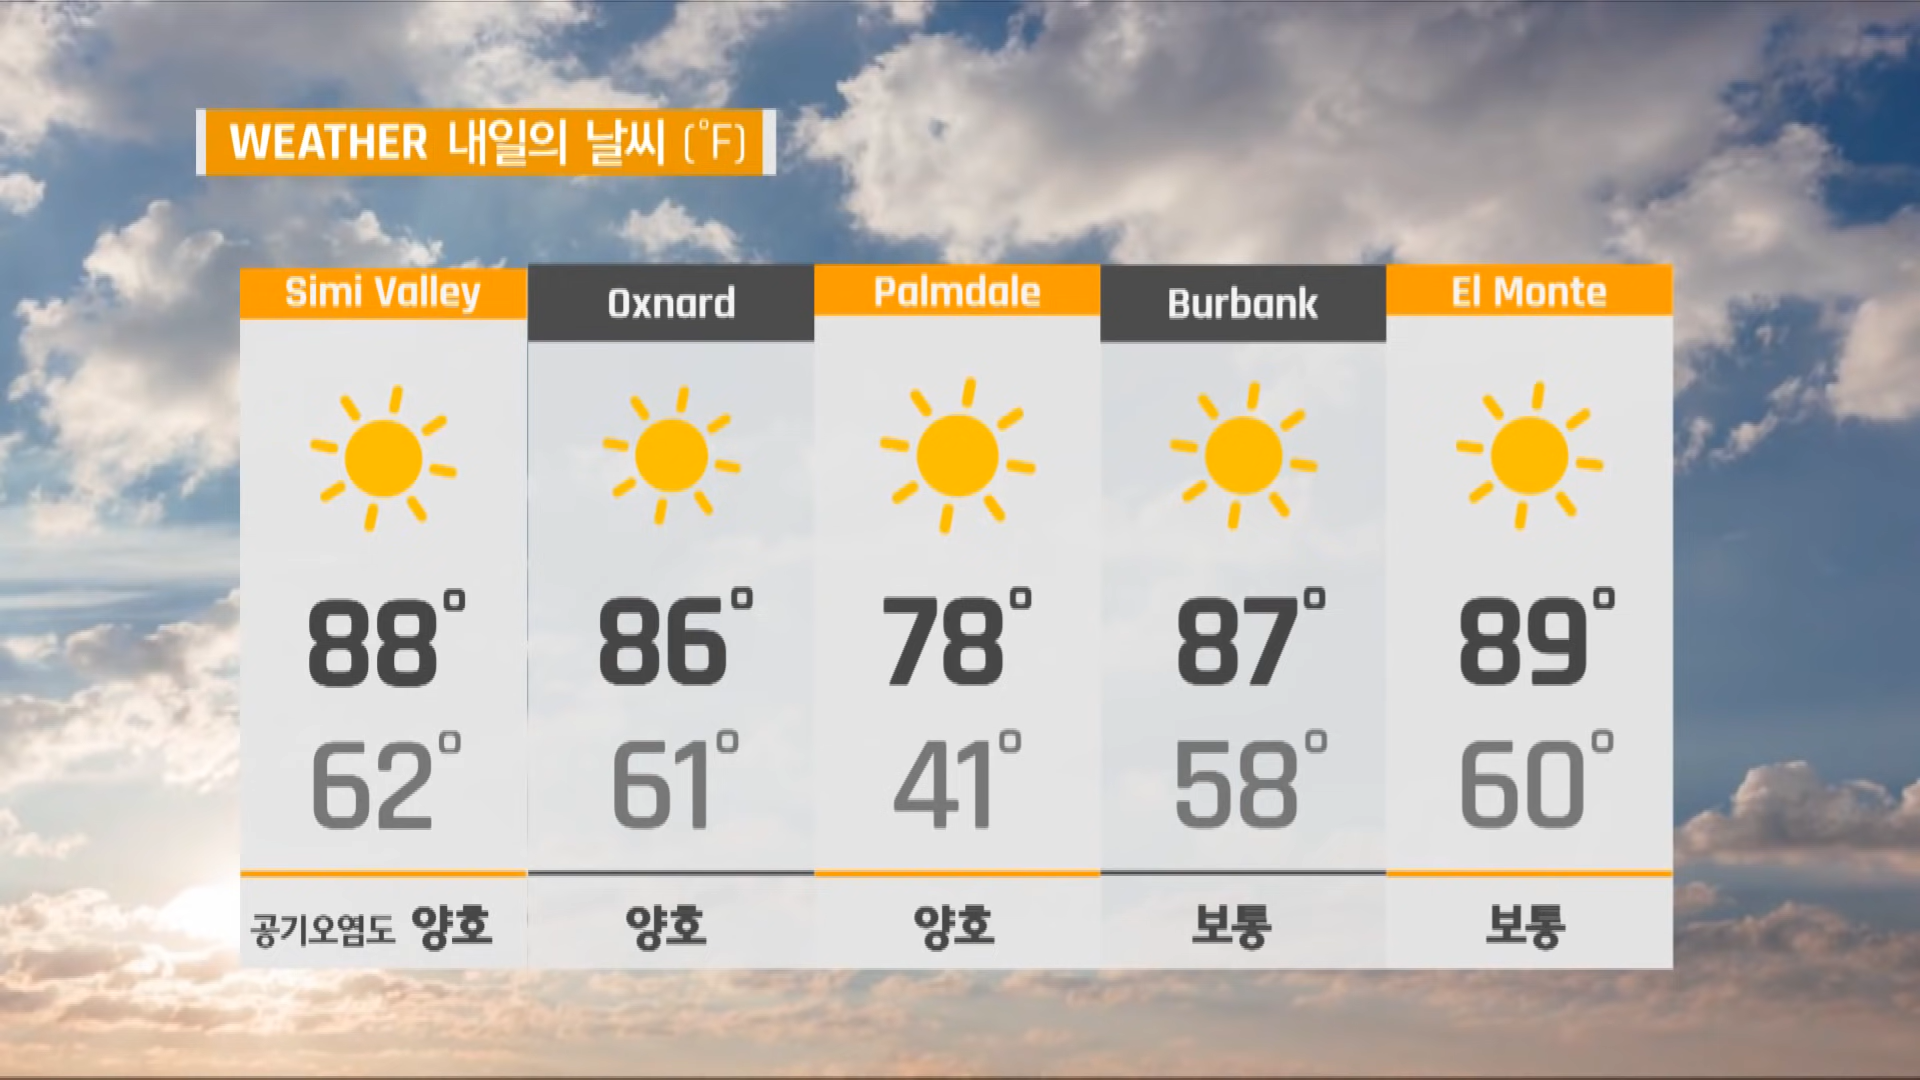 WEATHER 내일의 날씨 (°F)
Simi Valley Oxnard Palmdale Burbank El Monte
88° 86° 78° 87° 89°
62° 61° 41° 58° 60°
공기오염도 양호 양호 양호 보통 보통